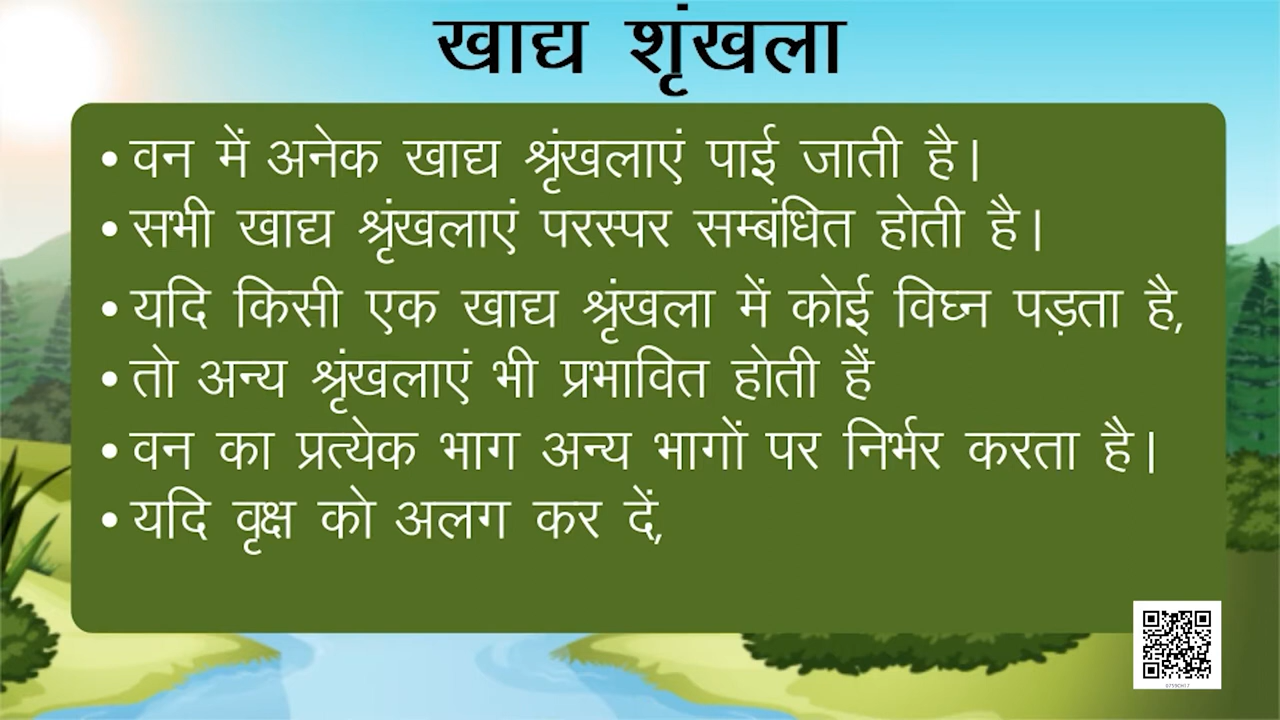 खाद्य शृंखला
• वन में अनेक खाद्य श्रृंखलाएं पाई जाती है।
• सभी खाद्य श्रृंखलाएं परस्पर सम्बंधित होती है।
• यदि किसी एक खाद्य श्रृंखला में कोई विघ्न पड़ता है,
• तो अन्य श्रृंखलाएं भी प्रभावित होती हैं
• वन का प्रत्येक भाग अन्य भागों पर निर्भर करता है।
• यदि वृक्ष को अलग कर दें,